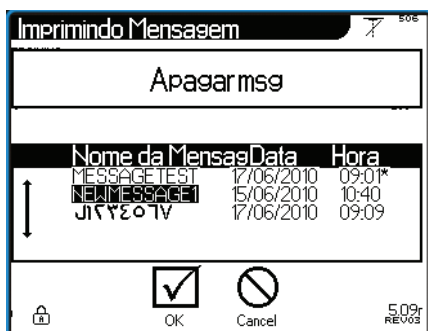 Imprimindo Mensagem
506
Apagar msg
Nome da Mensag Data Hora
MESSAGETEST 17/06/2010 09:01*
NEWMESSAGE1 15/06/2010 10:40
J١٢٣٤٥٦٧ 17/06/2010 09:09
OK Cancel
5.09r
REV03